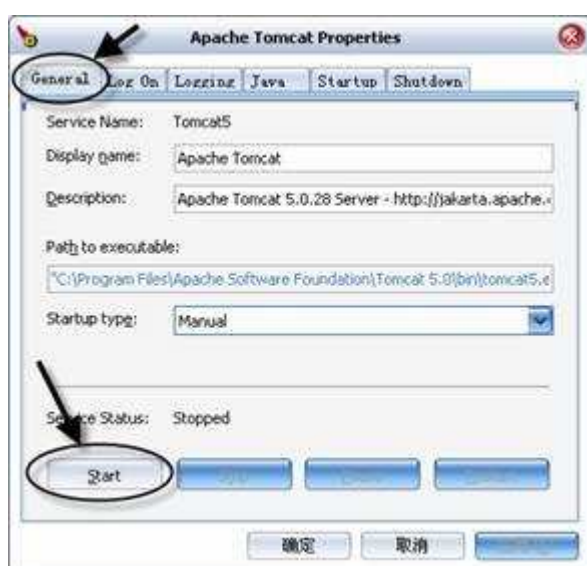 Apache Tomcat Properties
General Log On Logging Java Startup Shutdown
Service Name: Tomcat5
Display name: Apache Tomcat
Description: Apache Tomcat 5.0.28 Server - http://jakarta.apache.
Path to executable:
"C:\Program Files\Apache Software Foundation\Tomcat 5.0\bin\tomcat5.e
Startup type: Manual
Service Status: Stopped
Start
确定 取消